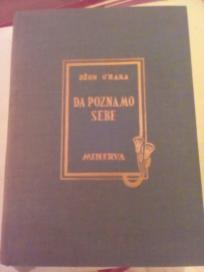 DŽON O'HARA
DA POZNAMO
SEBE
MINERVA